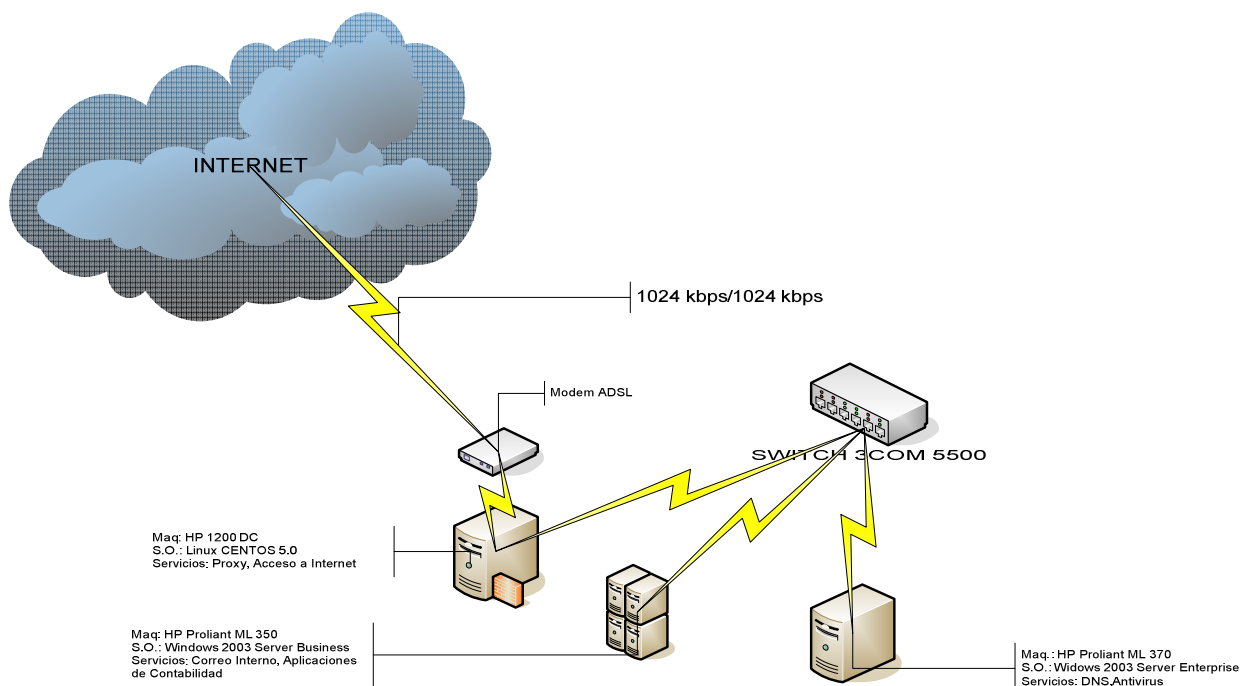 INTERNET
1024 kbps/1024 kbps
Modem ADSL
SWITCH 3COM 5500
Maq: HP 1200 DC
S.O.: Linux CENTOS 5.0
Servicios: Proxy, Acceso a Internet
Maq: HP Proliant ML 350
S.O.: Windows 2003 Server Business
Servicios: Correo Interno, Aplicaciones
de Contabilidad
Maq.: HP Proliant ML 370
S.O.: Widows 2003 Server Enterprise
Servicios: DNS,Antivirus